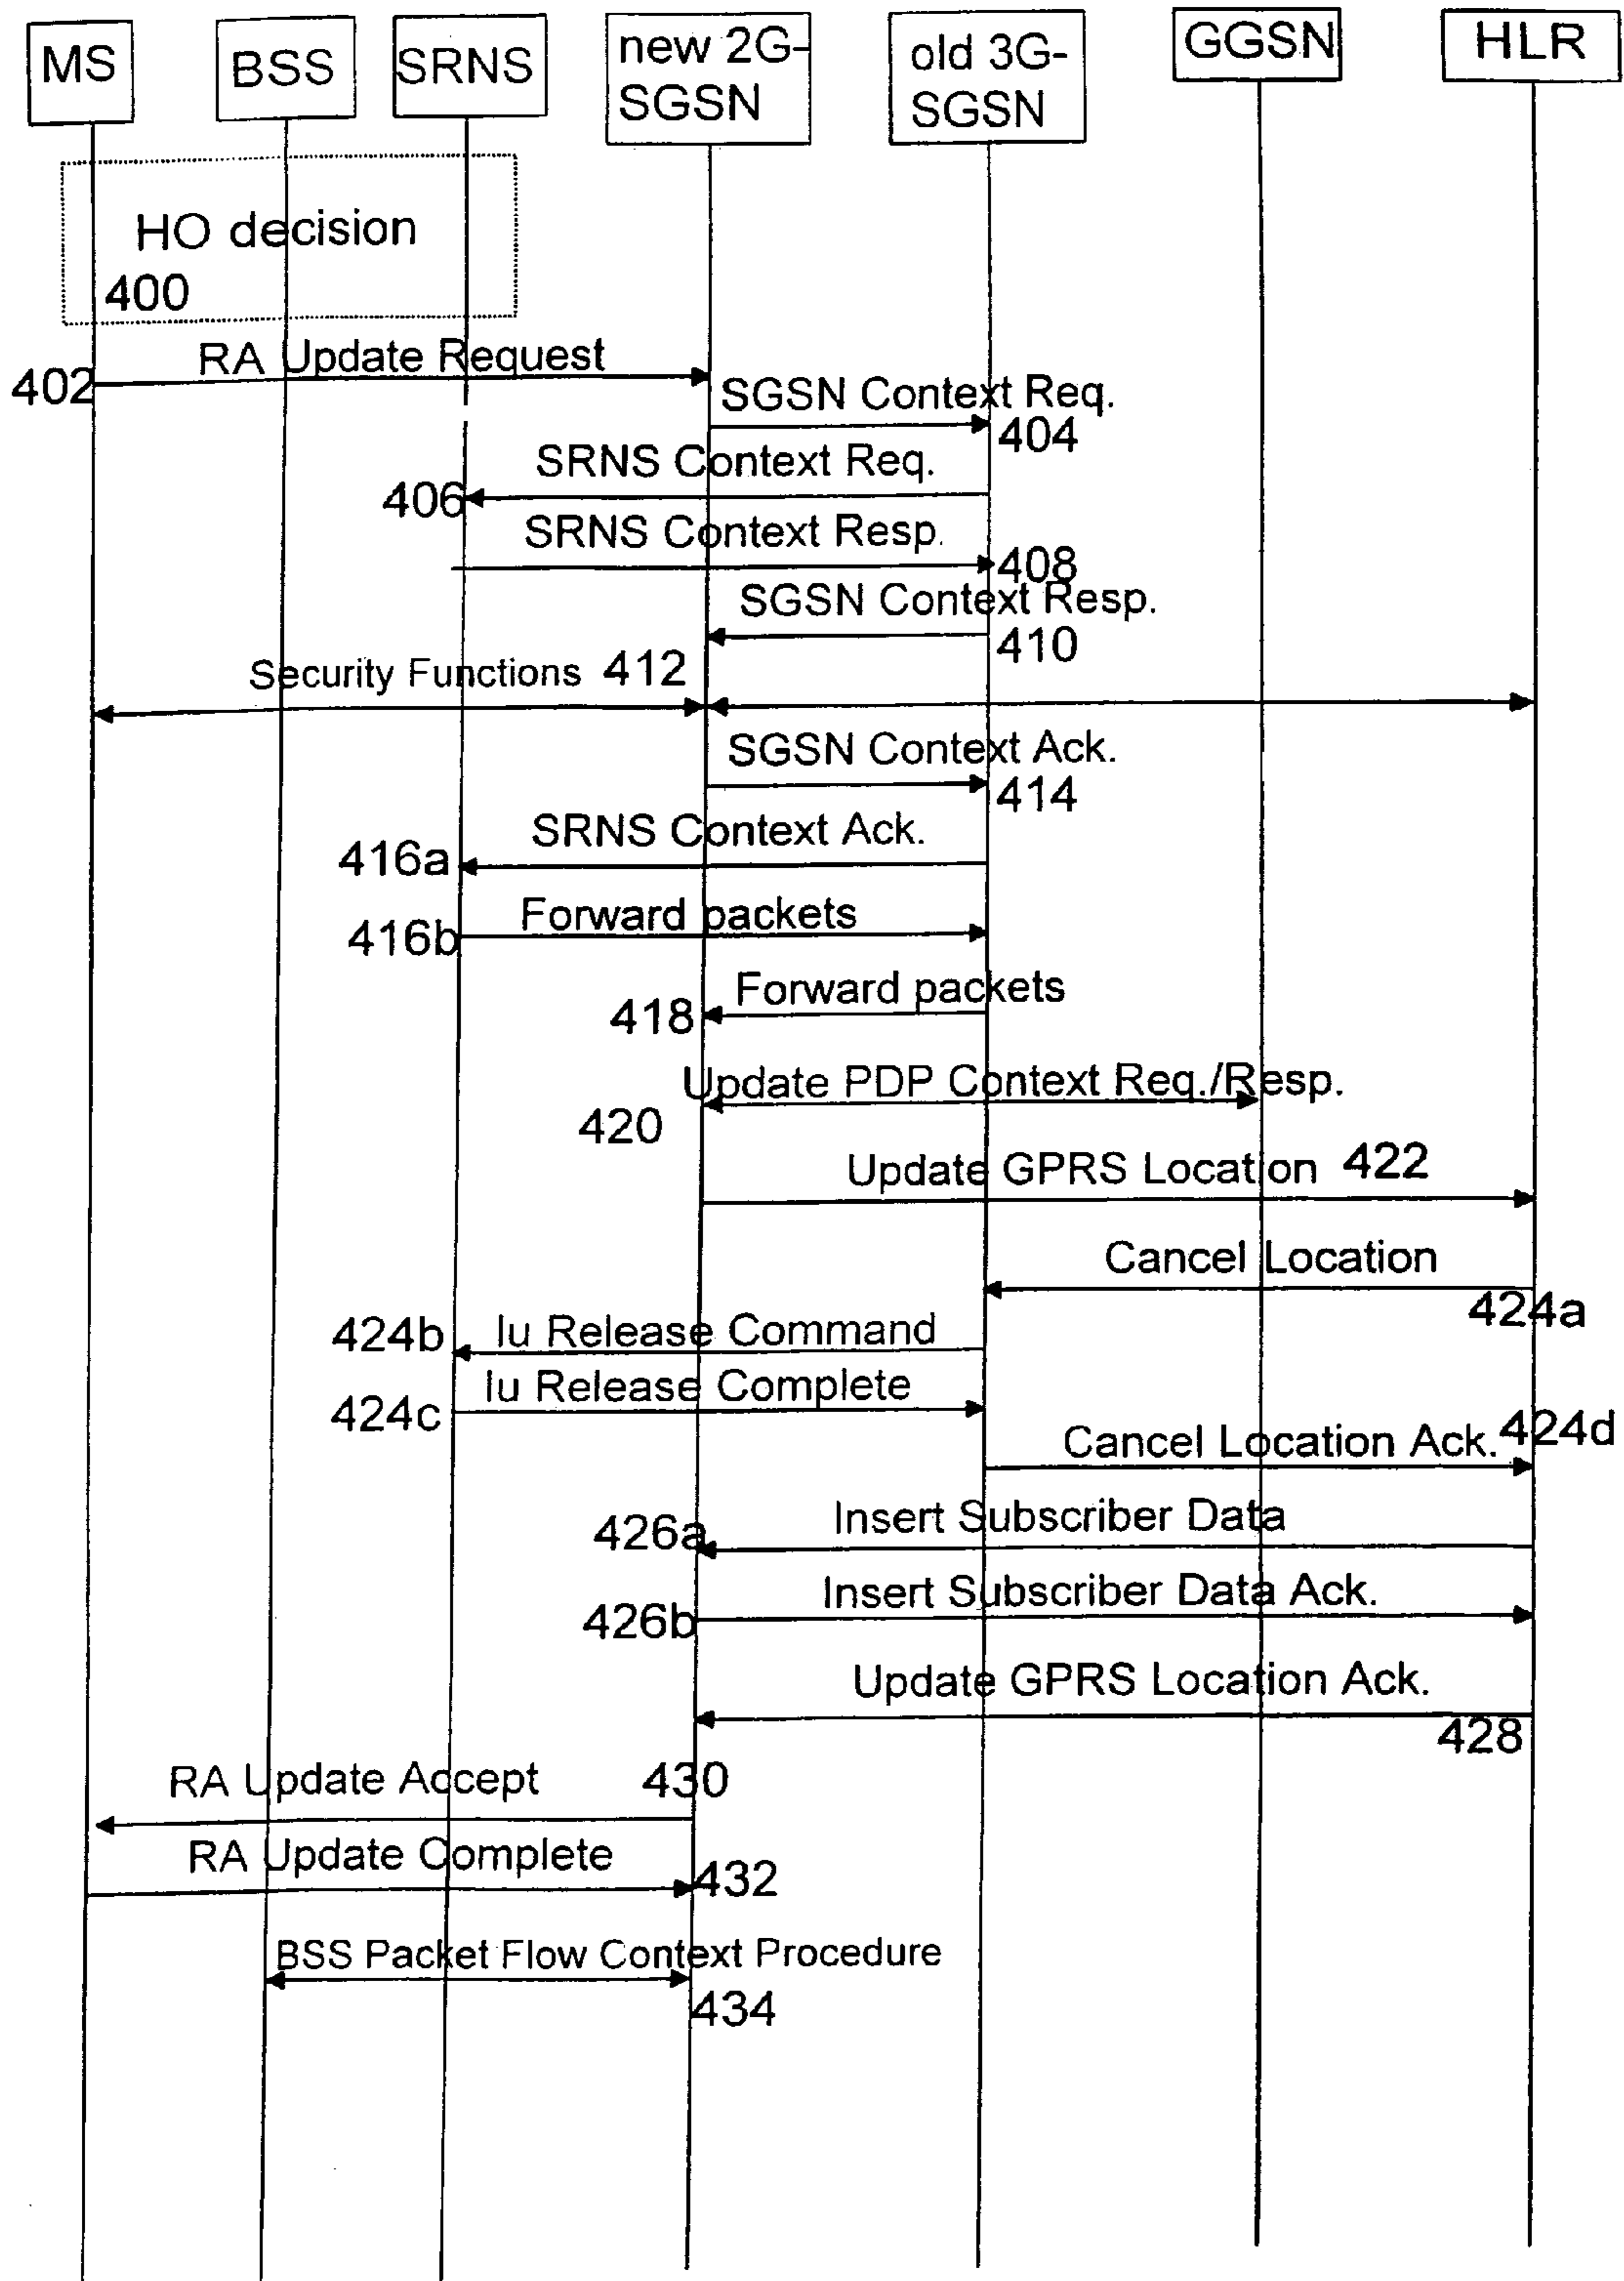 MS
BSS
SRNS
new 2G-
SGSN
old 3G-
SGSN
GGSN
HLR
HO decision
400
RA Update Request
402
SGSN Context Req.
404
SRNS Context Req.
406
SRNS Context Resp.
408
SGSN Context Resp.
410
Security Functions 412
SGSN Context Ack.
414
SRNS Context Ack.
416a
Forward packets
416b
Forward packets
418
Update PDP Context Req./Resp.
420
Update GPRS Location 422
Cancel Location
424a
Iu Release Command
424b
Iu Release Complete
424c
Cancel Location Ack. 424d
Insert Subscriber Data
426a
Insert Subscriber Data Ack.
426b
Update GPRS Location Ack.
428
RA Update Accept 430
RA Update Complete
432
BSS Packet Flow Context Procedure
434